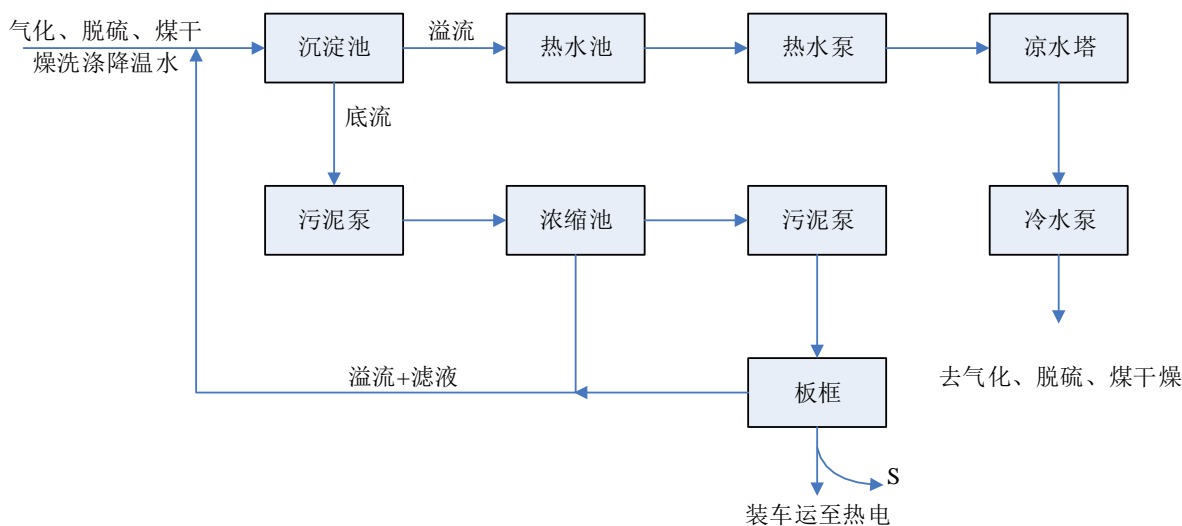 气化、脱硫、煤干
燥洗涤降温水
沉淀池
溢流
热水池
热水泵
凉水塔
底流
污泥泵
浓缩池
污泥泵
冷水泵
溢流+滤液
板框
去气化、脱硫、煤干燥
S
装车运至热电